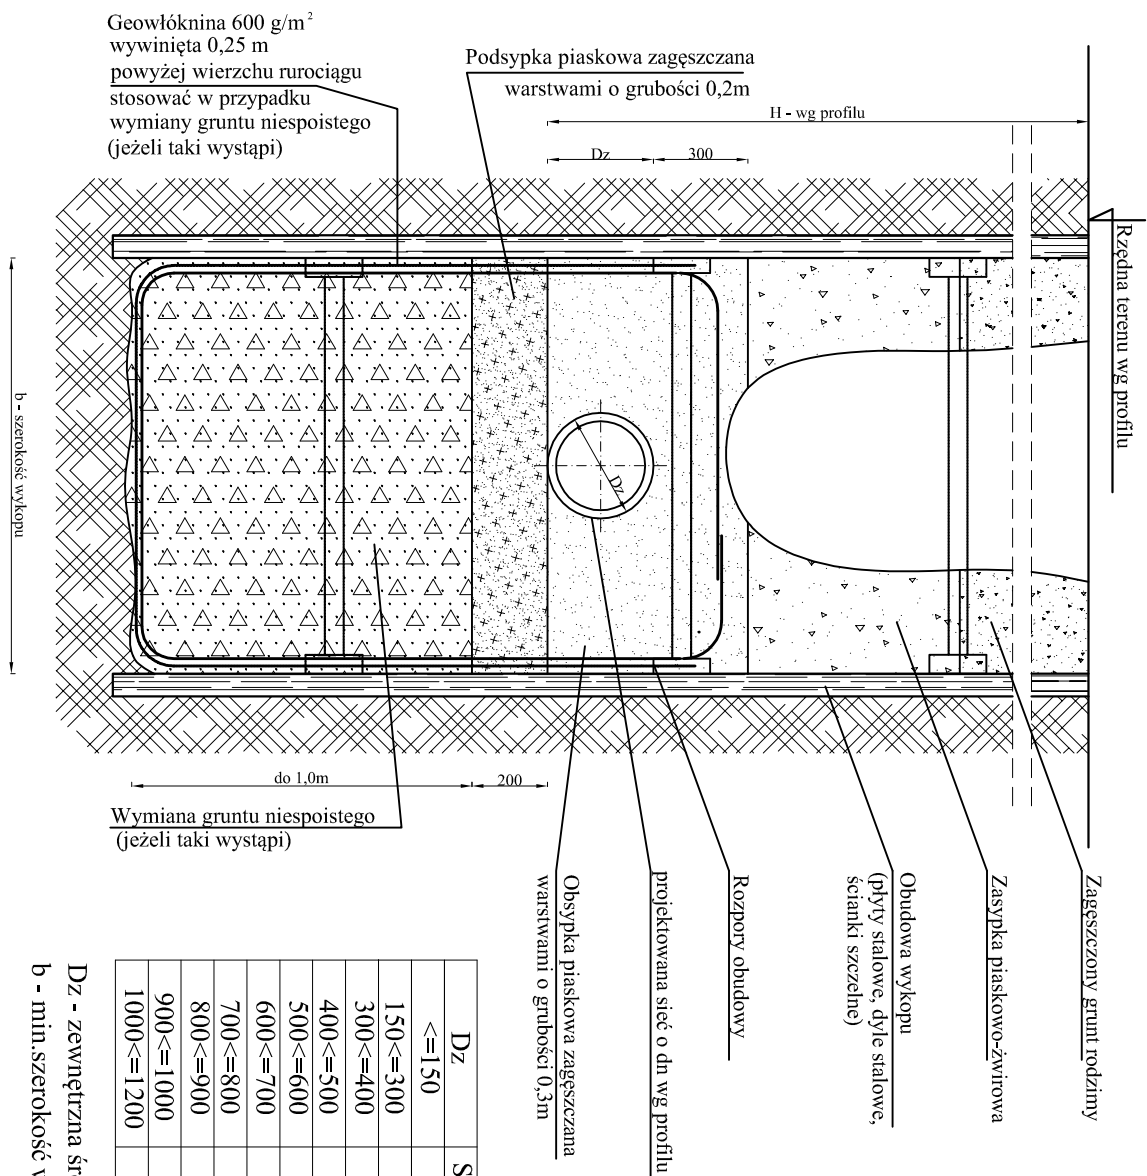 Geowłóknina 600 g/m²
wywinięta 0,25 m
powyżej wierzchu rurociągu
stosować w przypadku
wymiany gruntu niespoistego
(jeżeli taki wystąpi)
Podsypka piaskowa zagęszczana
warstwami o grubości 0,2m
H - wg profilu
Dz
300
Rzędna terenu wg profilu
b - szerokość wykopu
Dz
do 1,0m
200
Wymiana gruntu niespoistego
(jeżeli taki wystąpi)
Zagęszczony grunt rodzimy
Zasypka piaskowo-żwirowa
Obudowa wykopu
(płyty stalowe, dyle stalowe,
ścianki szczelne)
Rozpory obudowy
projektowana sieć o dn wg profilu
Obsypka piaskowa zagęszczana
warstwami o grubości 0,3m
Dz
S
<=150
150<=300
300<=400
400<=500
500<=600
600<=700
700<=800
800<=900
900<=1000
1000<=1200
Dz - zewnętrzna śr
b - min.szerokość w